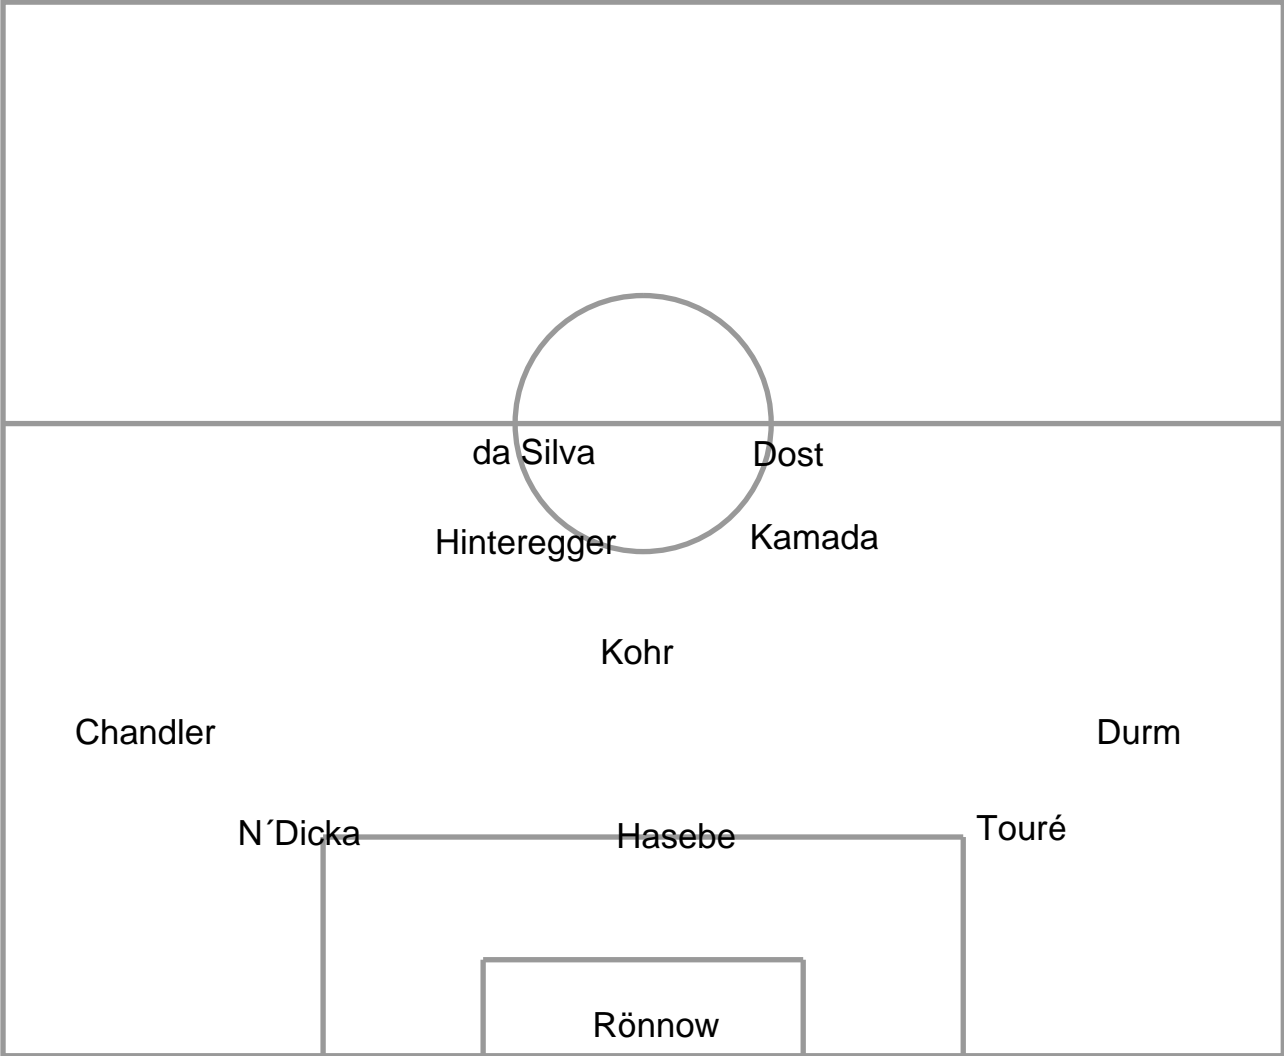 da Silva
Dost
Hinteregger
Kamada
Kohr
Chandler
Durm
N´Dicka
Hasebe
Touré
Rönnow